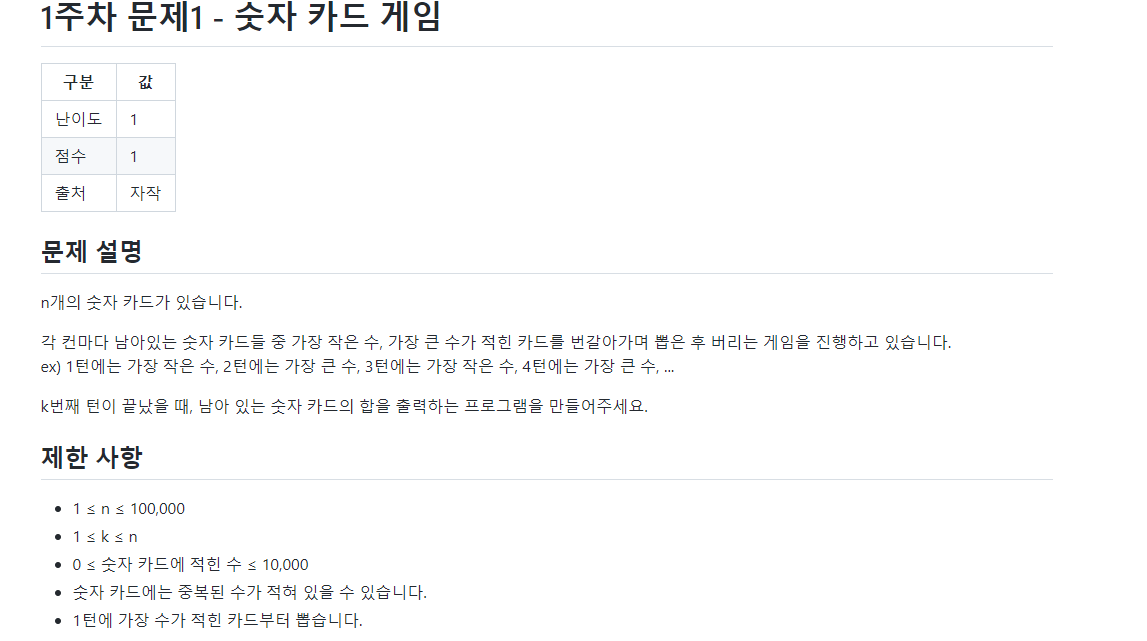 1주차 문제1 - 숫자 카드 게임
구분 값
난이도 1
점수 1
출처 자작
문제 설명
n개의 숫자 카드가 있습니다.
각 컨마다 남아있는 숫자 카드들 중 가장 작은 수, 가장 큰 수가 적힌 카드를 번갈아가며 뽑은 후 버리는 게임을 진행하고 있습니다.
ex) 1턴에는 가장 작은 수, 2턴에는 가장 큰 수, 3턴에는 가장 작은 수, 4턴에는 가장 큰 수, ...
k번째 턴이 끝났을 때, 남아 있는 숫자 카드의 합을 출력하는 프로그램을 만들어주세요.
제한 사항
1 ≤ n ≤ 100,000
1 ≤ k ≤ n
0 ≤ 숫자 카드에 적힌 수 ≤ 10,000
숫자 카드에는 중복된 수가 적혀 있을 수 있습니다.
1턴에 가장 수가 적힌 카드부터 뽑습니다.